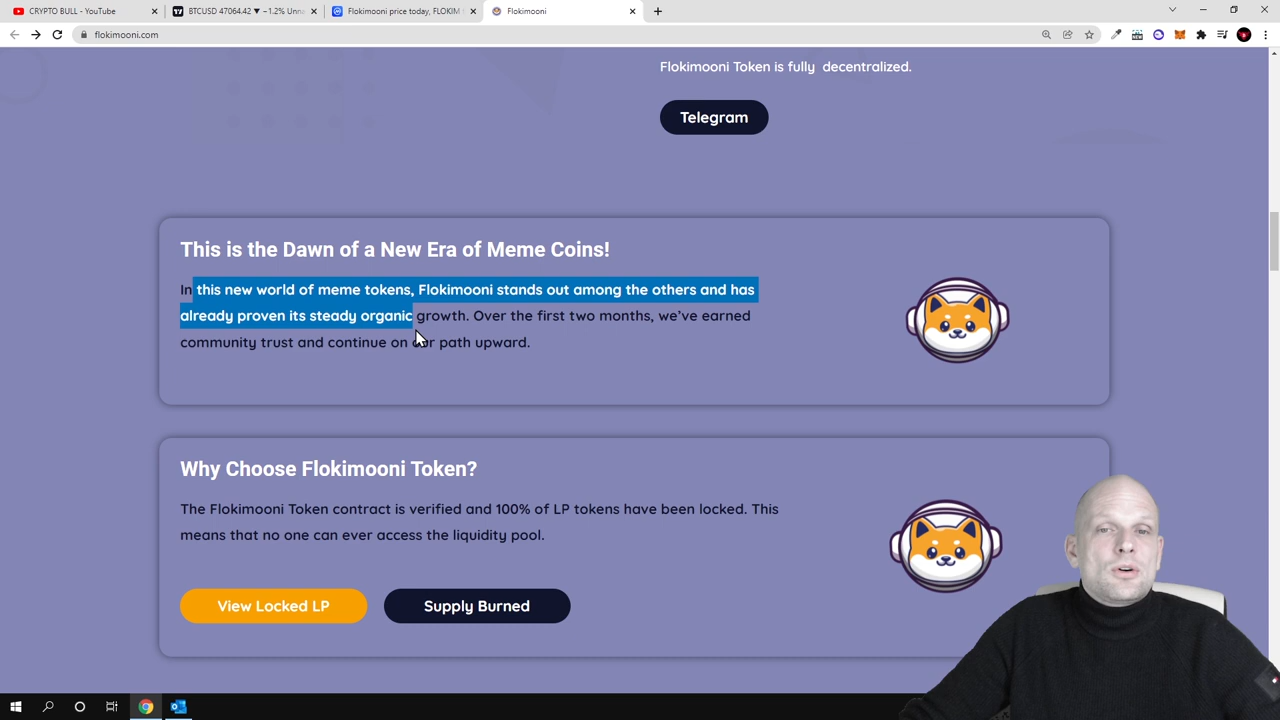 CRYPTO BULL - YouTube
BTCUSD 47064.42 ▼ −1.2% Unna
Flokimooni price today, FLOKIM
Flokimooni
flokimooni.com
Flokimooni Token is fully decentralized.
Telegram
This is the Dawn of a New Era of Meme Coins!
In this new world of meme tokens, Flokimooni stands out among the others and has
already proven its steady organic growth. Over the first two months, we've earned
community trust and continue on our path upward.
Why Choose Flokimooni Token?
The Flokimooni Token contract is verified and 100% of LP tokens have been locked. This
means that no one can ever access the liquidity pool.
View Locked LP
Supply Burned